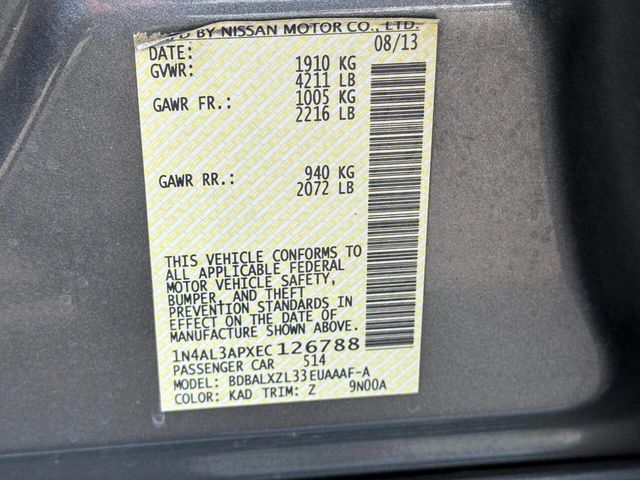 BY NISSAN MOTOR CO., LTD.
DATE: 08/13
GVWR: 1910 KG
4211 LB
GAWR FR.: 1005 KG
2216 LB
GAWR RR.: 940 KG
2072 LB
THIS VEHICLE CONFORMS TO
ALL APPLICABLE FEDERAL
MOTOR VEHICLE SAFETY,
BUMPER, AND THEFT
PREVENTION STANDARDS IN
EFFECT ON THE DATE OF
MANUFACTURE SHOWN ABOVE.
1N4AL3APXEC126788
PASSENGER CAR 514
MODEL: BDBALXZL33EUAAAF-A
COLOR: KAD TRIM: Z 9N00A